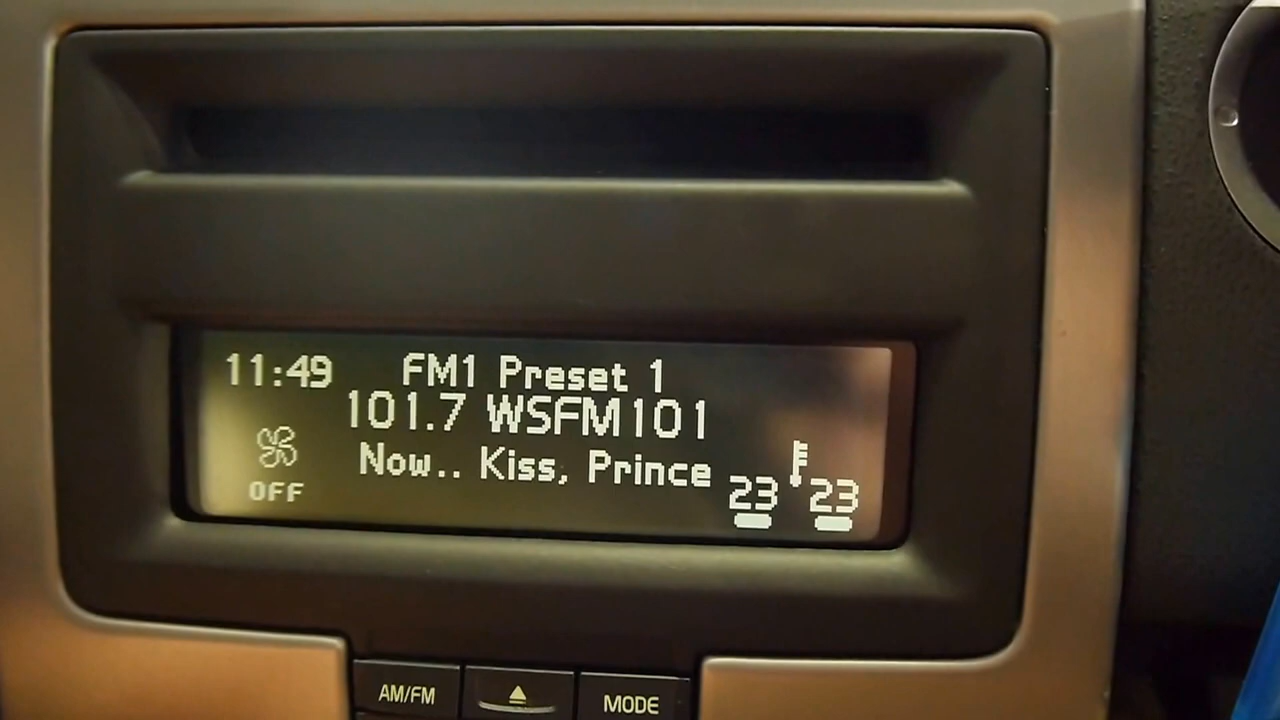 11:49 FM1 Preset 1
101.7 WSFM101
Now.. Kiss, Prince
OFF 23 23
AM/FM MODE